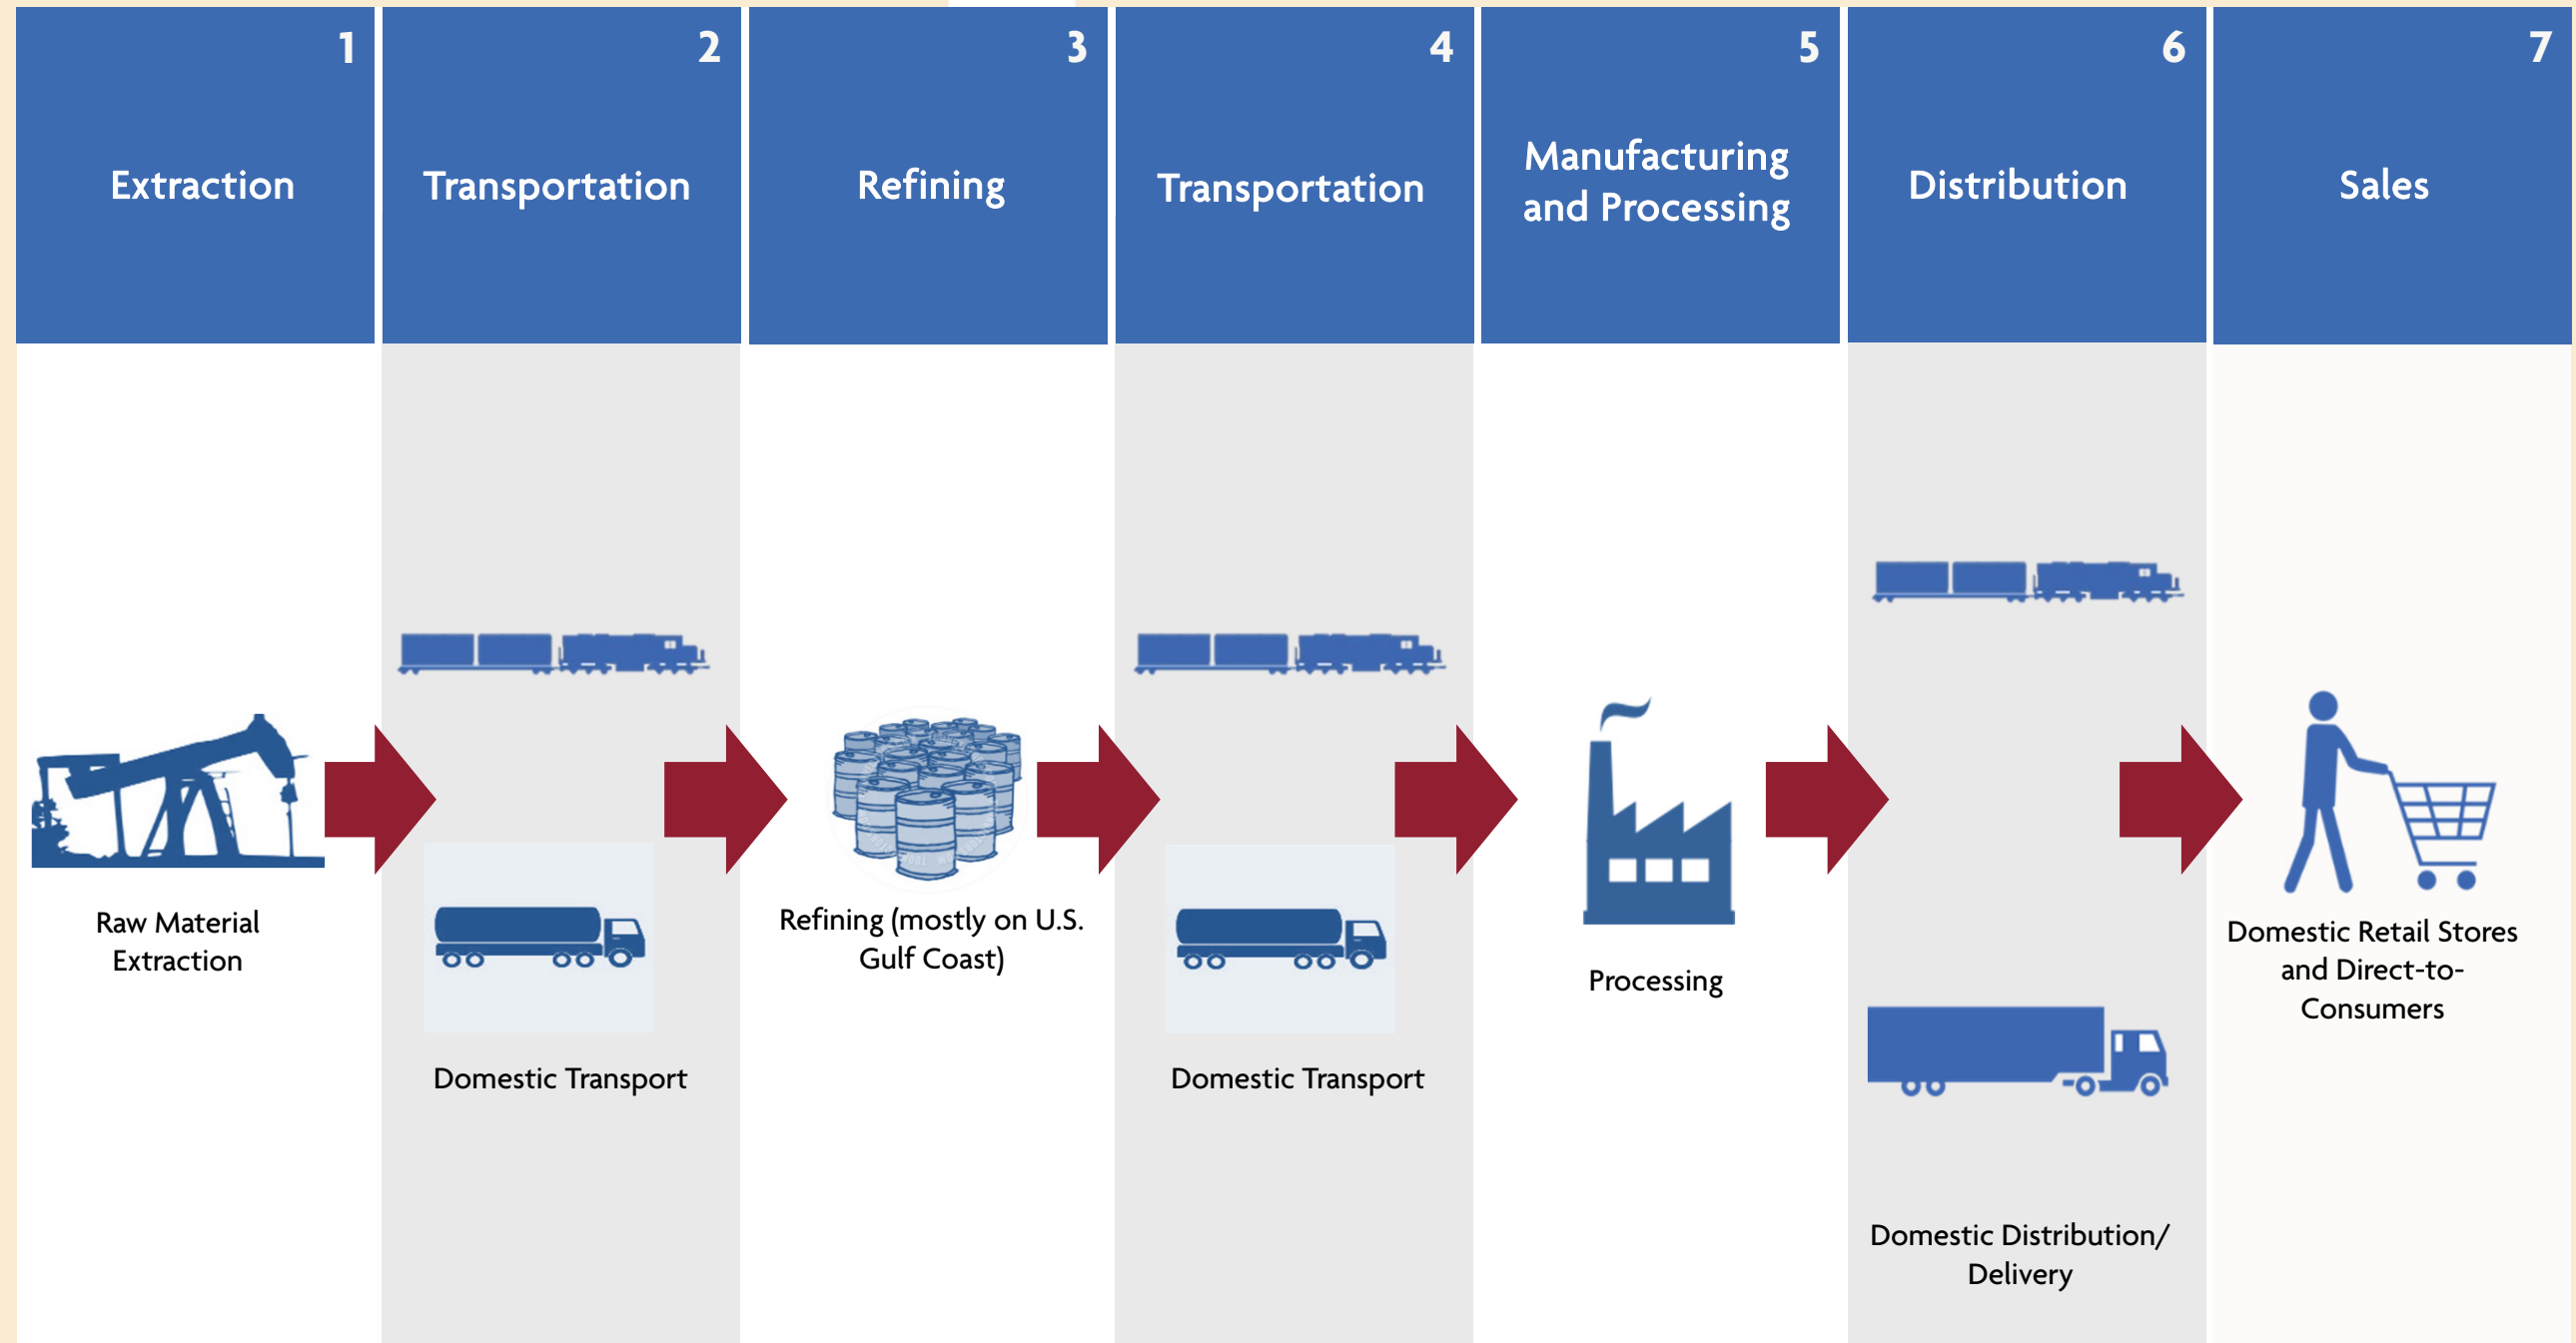 1
Extraction
2
Transportation
3
Refining
4
Transportation
5
Manufacturing
and Processing
6
Distribution
7
Sales
Raw Material
Extraction
Domestic Transport
Refining (mostly on U.S.
Gulf Coast)
Domestic Transport
Processing
Domestic Distribution/
Delivery
Domestic Retail Stores
and Direct-to-
Consumers